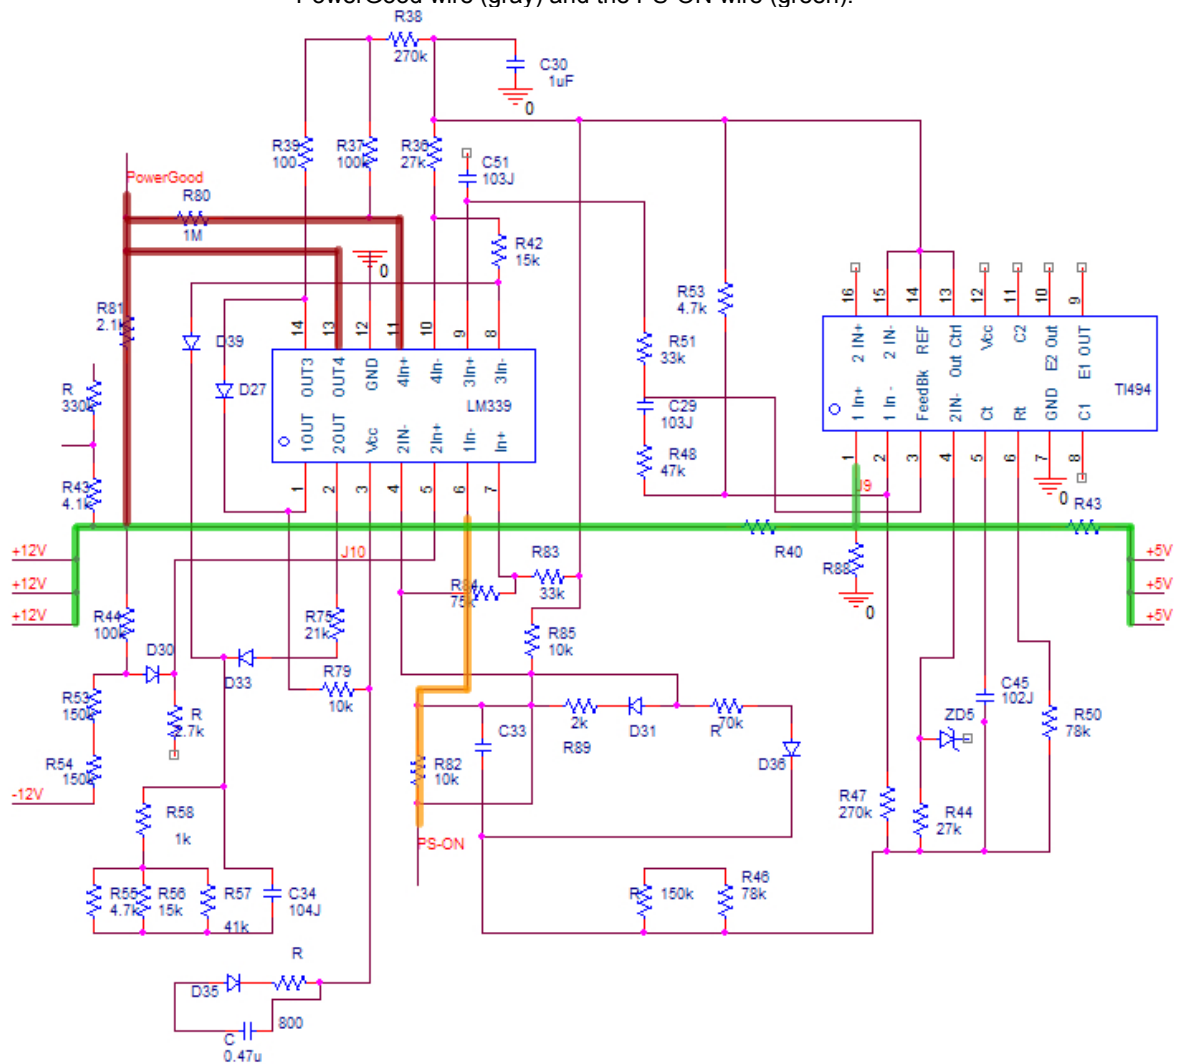 PowerGood wire (gray) and the PS-ON wire (green).
R38
270k
C30
1uF
0
R39
100
R37
100k
R36
27k
C51
103J
PowerGood
R80
1M
R42
15k
0
R81
2.1k
D39
D27
14
13
12
11
10
9
8
OUT3
OUT4
GND
4In+
4In-
3In+
3In-
LM339
1OUT
2OUT
Vcc
2IN-
2In+
1In-
In+
1
2
3
4
5
6
7
R53
4.7k
R51
33k
C29
103J
R48
47k
16
15
14
13
12
11
10
9
2 IN+
2 IN-
REF
Out Ctrl
Vcc
C2
E2 Out
E1 OUT
TI494
1 In+
1 In -
FeedBk
2IN-
Ct
Rt
GND
C1
1
2
3
4
5
6
7
8
0
R
330k
R43
4.1k
J9
R43
R40
+12V
+12V
+12V
J10
R83
33k
R84
75k
R88
0
+5V
+5V
+5V
R44
100k
R75
21k
R85
10k
D30
D33
R79
10k
R53
150k
R
2.7k
R54
150k
-12V
C33
2k
R89
D31
R
70k
D36
R82
10k
C45
102J
ZD5
R50
78k
R47
270k
R44
27k
PS-ON
R58
1k
R55
4.7k
R56
15k
R57
41k
C34
104J
R
150k
R46
78k
R
D35
800
C
0.47u